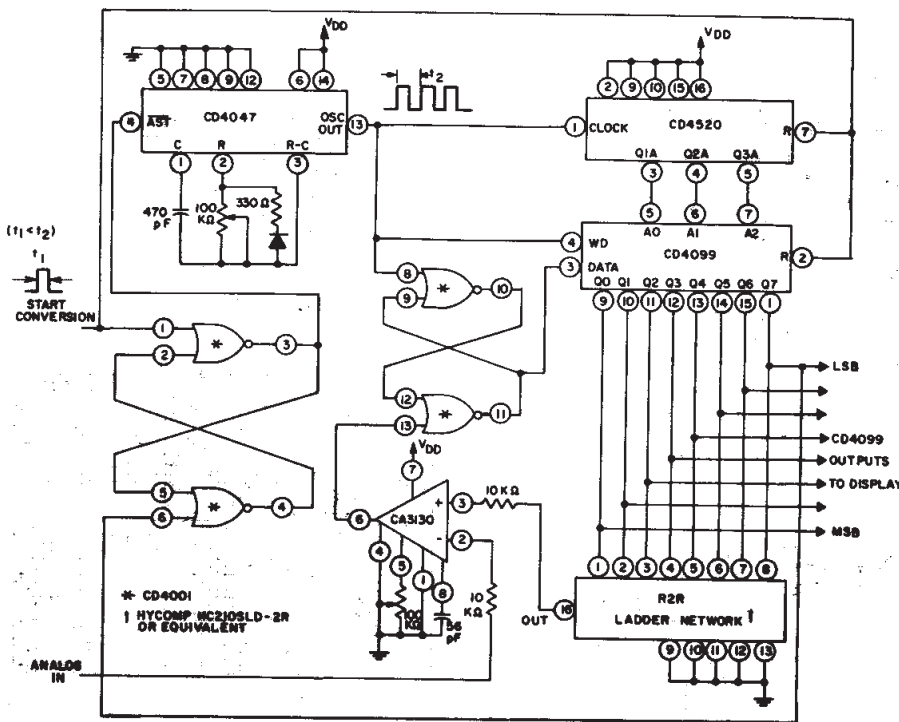 VDD
5 7 8 9 12 6 14
4 AST CD4047 OSC OUT 13
C R R-C
1 2 3
470 pF
100 KΩ
330 Ω
t2
VDD
2 9 10 15 16
1 CLOCK CD4520 R 7
Q1A Q2A Q3A
3 4 5
5 6 7
A0 A1 A2
4 WD CD4099 R 2
3 DATA
Q0 Q1 Q2 Q3 Q4 Q5 Q6 Q7
9 10 11 12 13 14 15 1
(t1 < t2)
t1
START CONVERSION
1 * 3
2
5 * 4
6
8 * 10
9
12 * 11
13
VDD
7
6 CA3130 + 3 10 KΩ
- 2
4 5 1 8
100 KΩ
56 pF
10 KΩ
LSB
CD4099
OUTPUTS
TO DISPLAY
MSB
1 2 3 4 5 6 7 8
R2R
LADDER NETWORK †
OUT 16
9 10 11 12 13
* CD4001
† HYCOMP HC210SLD-2R
OR EQUIVALENT
ANALOG IN